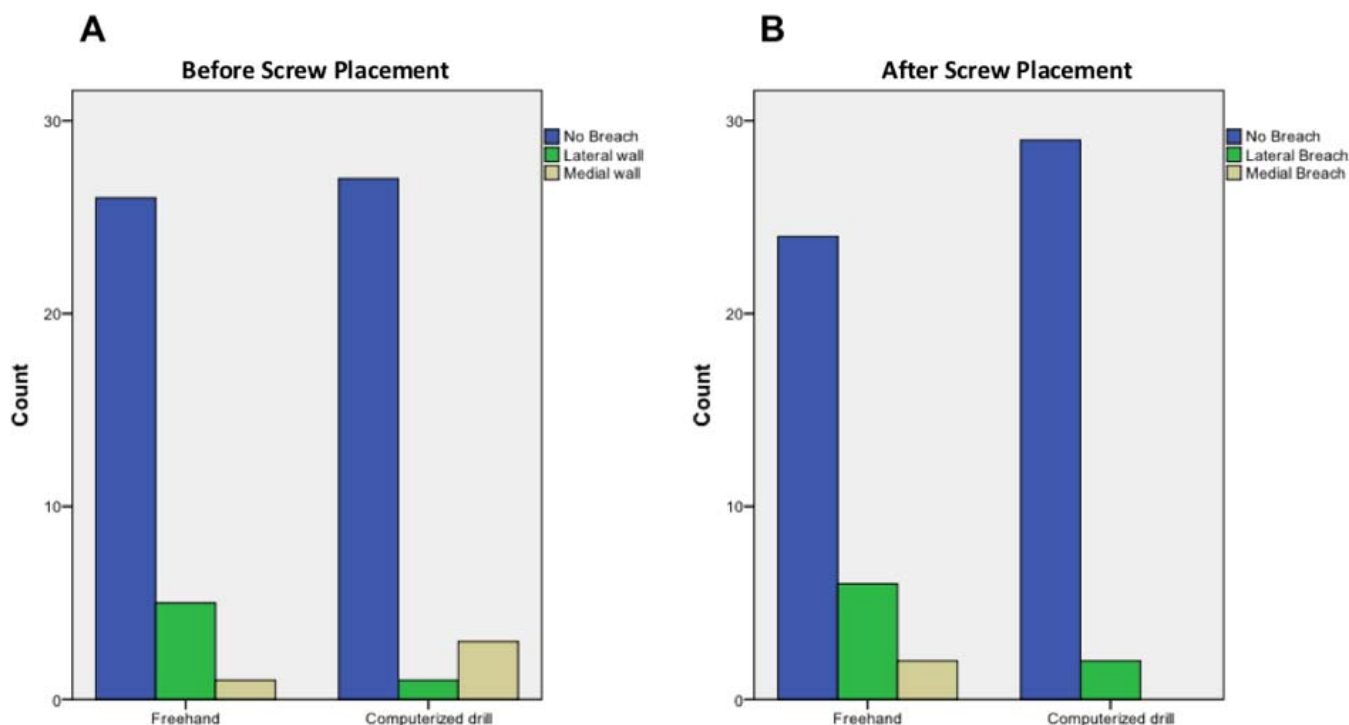 A
Before Screw Placement
30
20
10
0
Count
Freehand
Computerized drill
No Breach
Lateral wall
Medial wall
B
After Screw Placement
30
20
10
0
Count
Freehand
Computerized drill
No Breach
Lateral Breach
Medial Breach